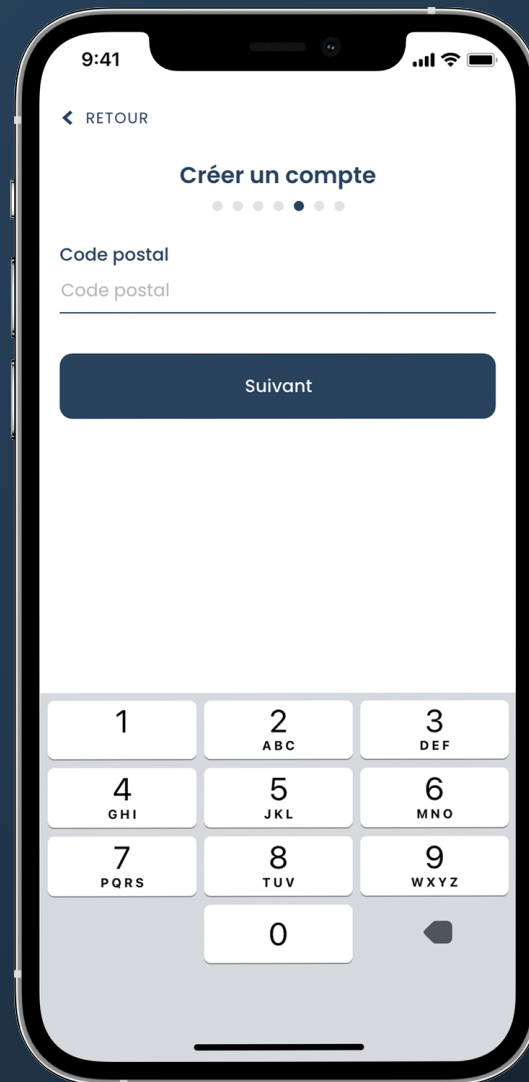 9:41
RETOUR
Créer un compte
Code postal
Code postal
Suivant
1 2 3
ABC DEF
4 5 6
GHI JKL MNO
7 8 9
PQRS TUV WXYZ
0